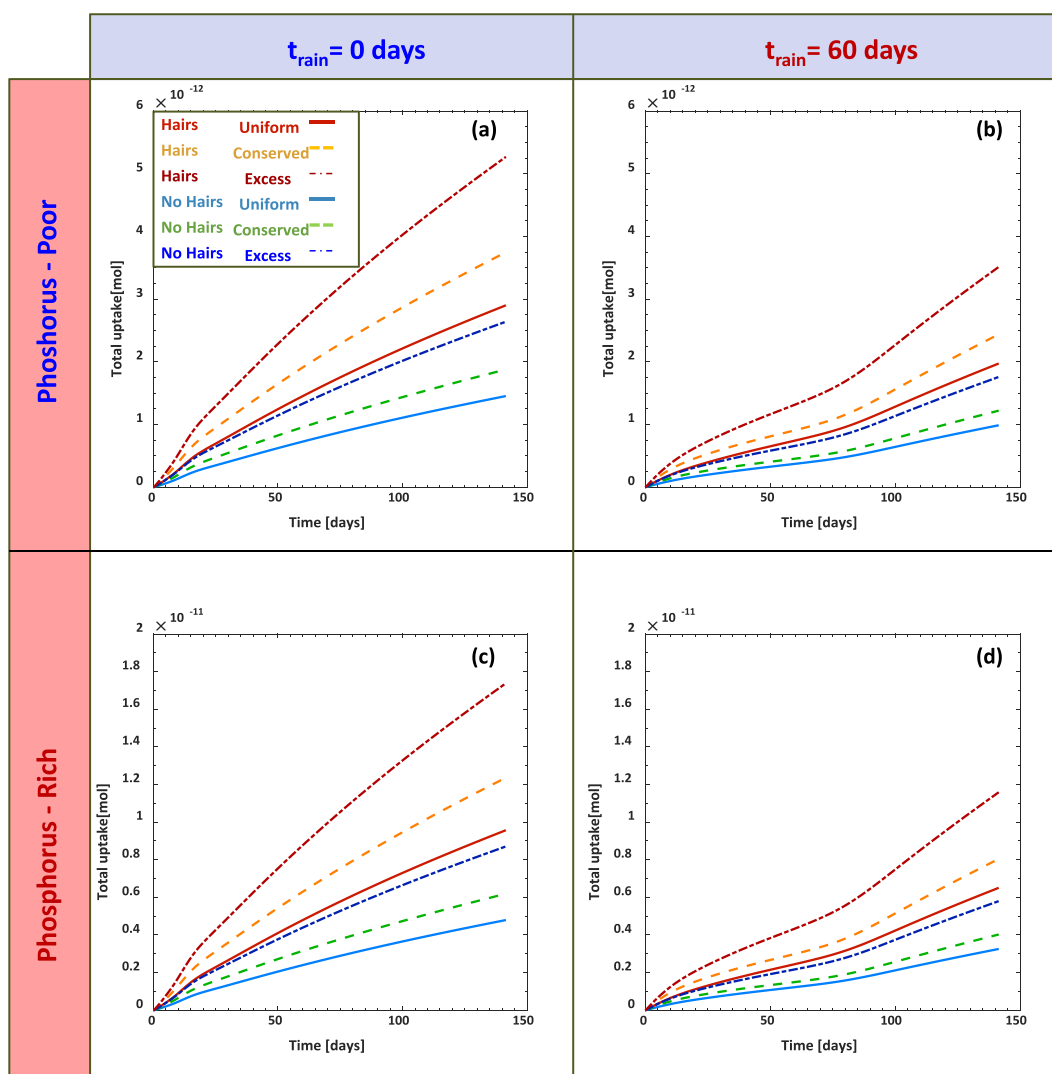 t_rain= 0 days
t_rain= 60 days
Phoshorus - Poor
× 10 -12
6
5
4
3
2
1
0
(a)
Hairs Uniform
Hairs Conserved
Hairs Excess
No Hairs Uniform
No Hairs Conserved
No Hairs Excess
Total uptake[mol]
0 50 100 150
Time [days]
× 10 -12
6
5
4
3
2
1
0
(b)
Total uptake[mol]
0 50 100 150
Time [days]
Phosphorus - Rich
× 10 -11
2
1.8
1.6
1.4
1.2
1
0.8
0.6
0.4
0.2
0
(c)
Total uptake[mol]
0 50 100 150
Time [days]
× 10 -11
2
1.8
1.6
1.4
1.2
1
0.8
0.6
0.4
0.2
0
(d)
Total uptake[mol]
0 50 100 150
Time [days]